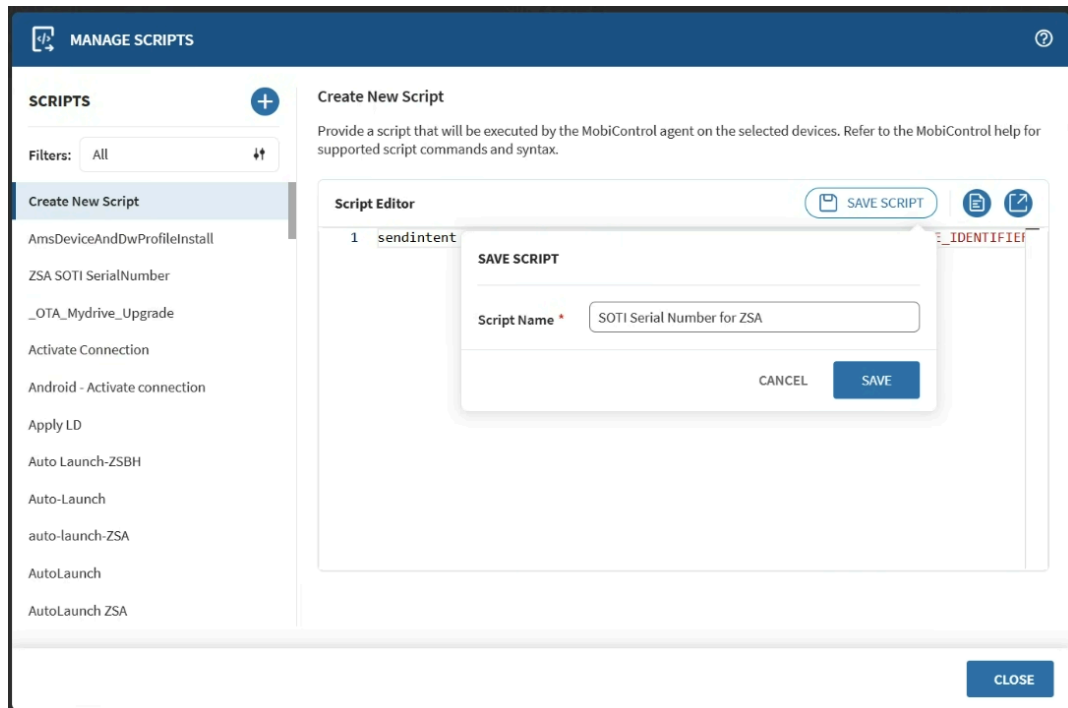 MANAGE SCRIPTS
SCRIPTS
Filters: All
Create New Script
AmsDeviceAndDwProfileInstall
ZSA SOTI SerialNumber
_OTA_Mydrive_Upgrade
Activate Connection
Android - Activate connection
Apply LD
Auto Launch-ZSBH
Auto-Launch
auto-launch-ZSA
AutoLaunch
AutoLaunch ZSA
Create New Script
Provide a script that will be executed by the MobiControl agent on the selected devices. Refer to the MobiControl help for
supported script commands and syntax.
Script Editor
SAVE SCRIPT
1 sendintent E_IDENTIFIER
SAVE SCRIPT
Script Name * SOTI Serial Number for ZSA
CANCEL SAVE
CLOSE